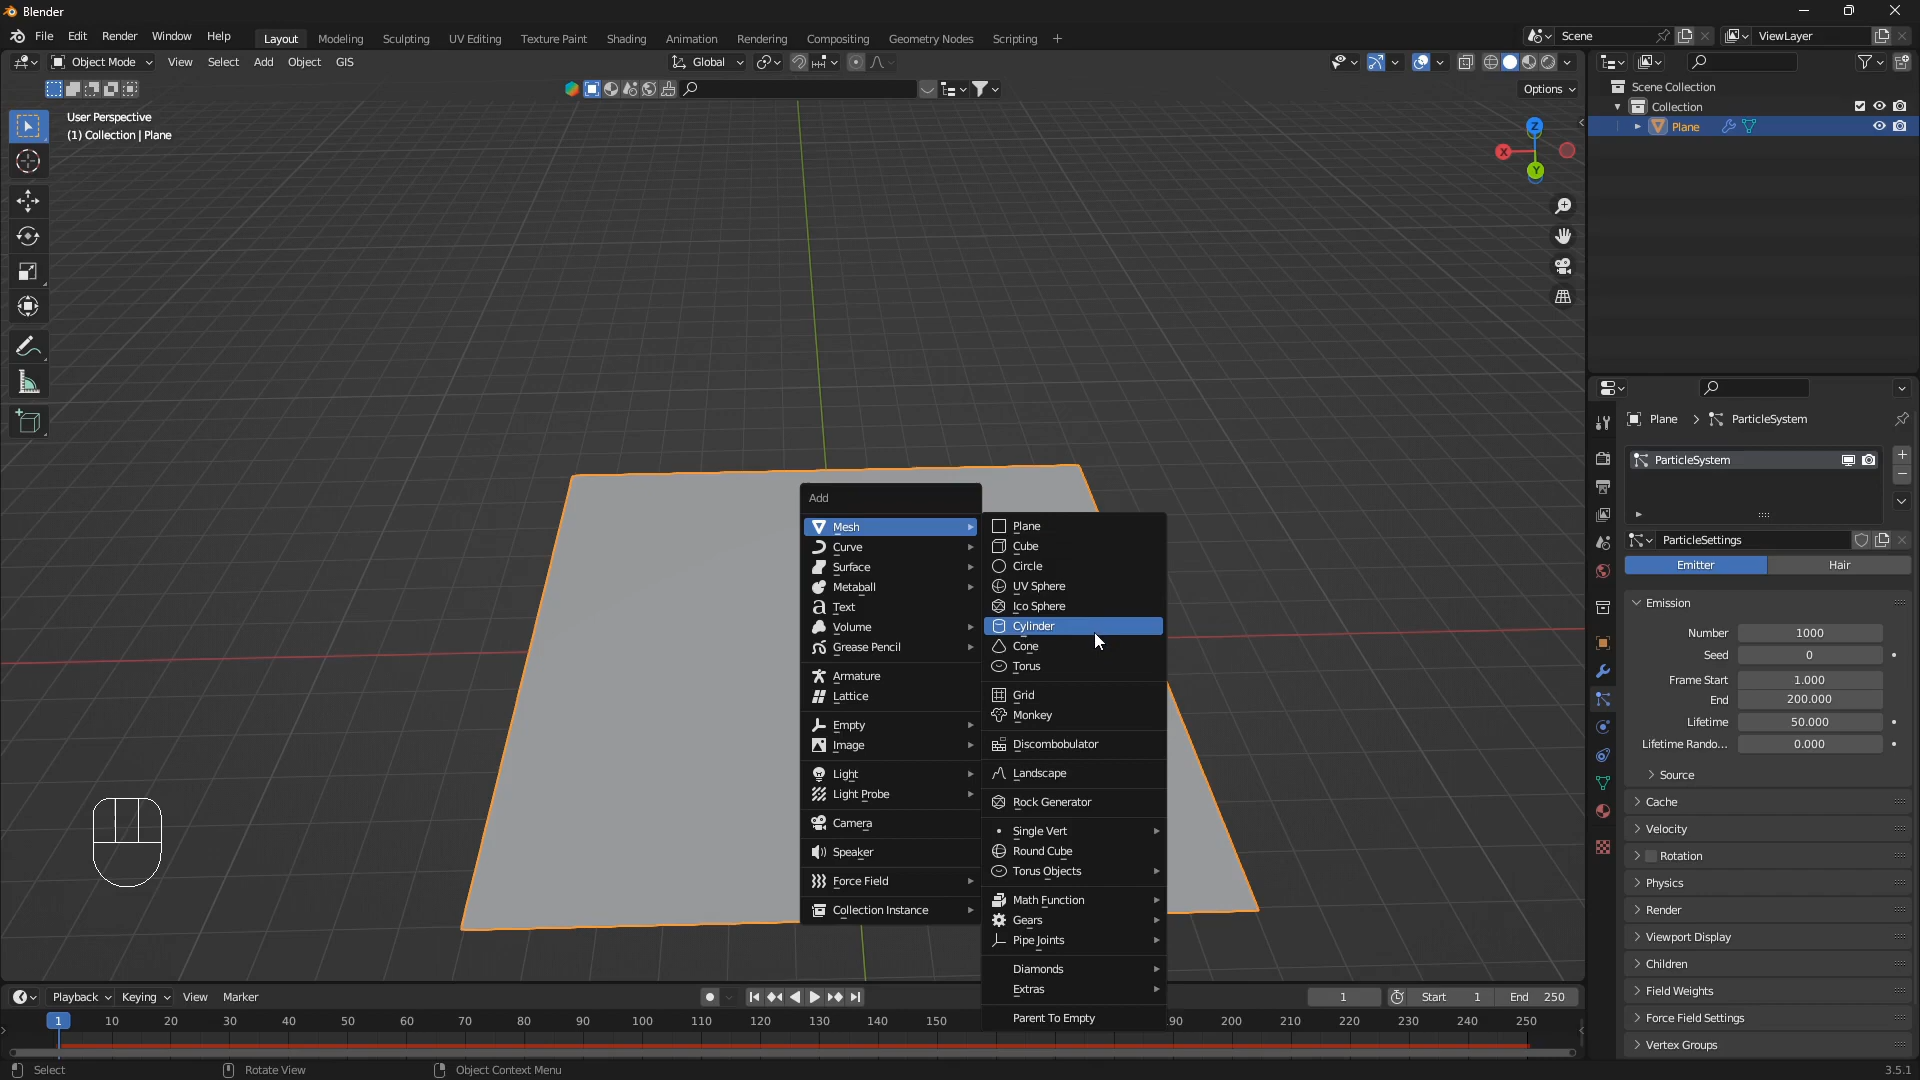 Blender
File Edit Render Window Help
Layout Modeling Sculpting UV Editing Texture Paint Shading Animation Rendering Compositing Geometry Nodes Scripting +
Scene
ViewLayer
Object Mode View Select Add Object GIS
Global
Options
User Perspective
(1) Collection | Plane
Z
X
Y
Scene Collection
Collection
Plane
Plane > ParticleSystem
ParticleSystem
ParticleSettings
Emitter Hair
Emission
Number 1000
Seed 0
Frame Start 1.000
End 200.000
Lifetime 50.000
Lifetime Rando... 0.000
Source
Cache
Velocity
Rotation
Physics
Render
Viewport Display
Children
Field Weights
Force Field Settings
Vertex Groups
Add
Mesh
Curve
Surface
Metaball
Text
Volume
Grease Pencil
Armature
Lattice
Empty
Image
Light
Light Probe
Camera
Speaker
Force Field
Collection Instance
Plane
Cube
Circle
UV Sphere
Ico Sphere
Cylinder
Cone
Torus
Grid
Monkey
Discombobulator
Landscape
Rock Generator
Single Vert
Round Cube
Torus Objects
Math Function
Gears
Pipe Joints
Diamonds
Extras
Parent To Empty
Playback Keying View Marker
1
Start 1 End 250
1 10 20 30 40 50 60 70 80 90 100 110 120 130 140 150 90 200 210 220 230 240 250
Select Rotate View Object Context Menu
3.5.1